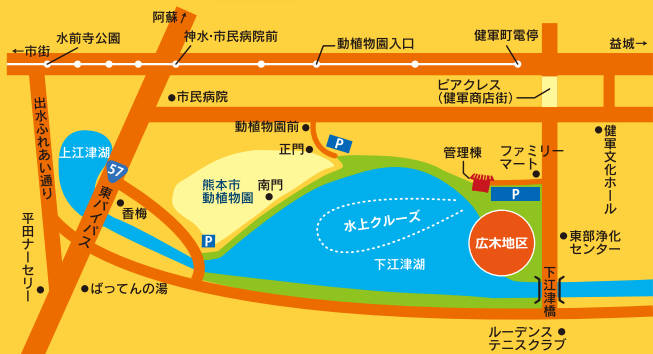 阿蘇↗
←市街
水前寺公園
神水・市民病院前
動植物園入口
健軍町電停
益城→
ピアクレス
(健軍商店街)
市民病院
出水ふれあい通り
動植物園前
正門
P
上江津湖
57
東バイパス
香梅
熊本市
動植物園
南門
P
管理棟
ファミリー
マート
P
健軍文化ホール
水上クルーズ
広木地区
下江津湖
東部浄化
センター
平田ナーセリー
ばってんの湯
下江津橋
ルーデンス
テニスクラブ